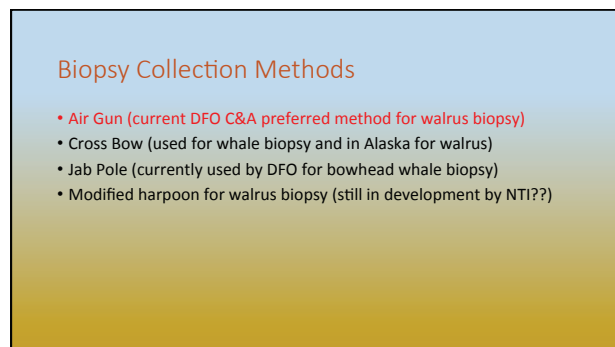 Biopsy Collection Methods
• Air Gun (current DFO C&A preferred method for walrus biopsy)
• Cross Bow (used for whale biopsy and in Alaska for walrus)
• Jab Pole (currently used by DFO for bowhead whale biopsy)
• Modified harpoon for walrus biopsy (still in development by NTI??)